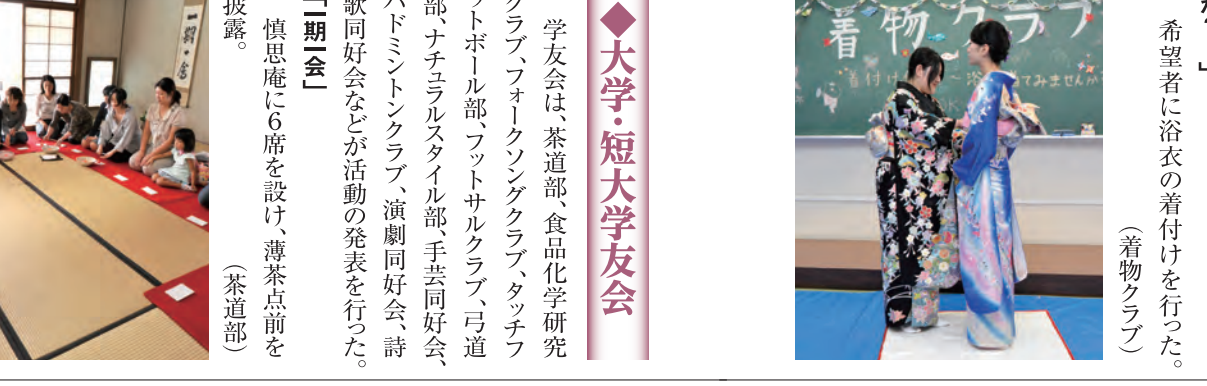 希望者に浴衣の着付けを行った。
(着物クラブ)
着物クラブ
◆大学・短大学友会
学友会は、茶道部、食品化学研究
クラブ、フォークソングクラブ、タッチフ
ットボール部、フットサルクラブ、弓道
部、ナチュラルスタイル部、手芸同好会、
バドミントンクラブ、演劇同好会、詩
歌同好会などが活動の発表を行った。
「一期一会」
慎思庵に6席を設け、薄茶点前を
披露。
(茶道部)